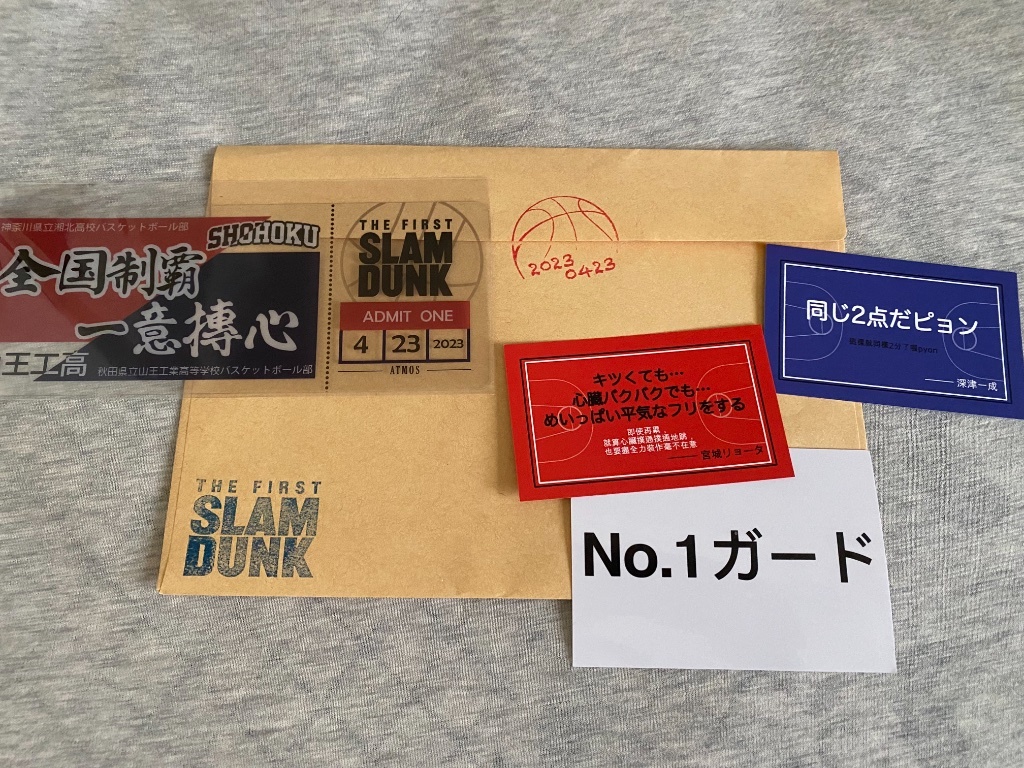 神奈川県立湘北高校バスケットボール部
SHOHOKU
全国制覇
一意摶心
王工高
秋田県立山王工業高等学校バスケットボール部
THE FIRST
SLAM
DUNK
ADMIT ONE
4 23 2023
ATMOS
2023
0423
THE FIRST
SLAM
DUNK
同じ2点だピョン
深津一成
キツくても…
心臓バクバクでも…
めいっぱい平気なフリをする
即使再累，
就算心臟撲通撲通地跳，
也要盡全力裝作毫不在意
宮城リョータ
No.1ガード